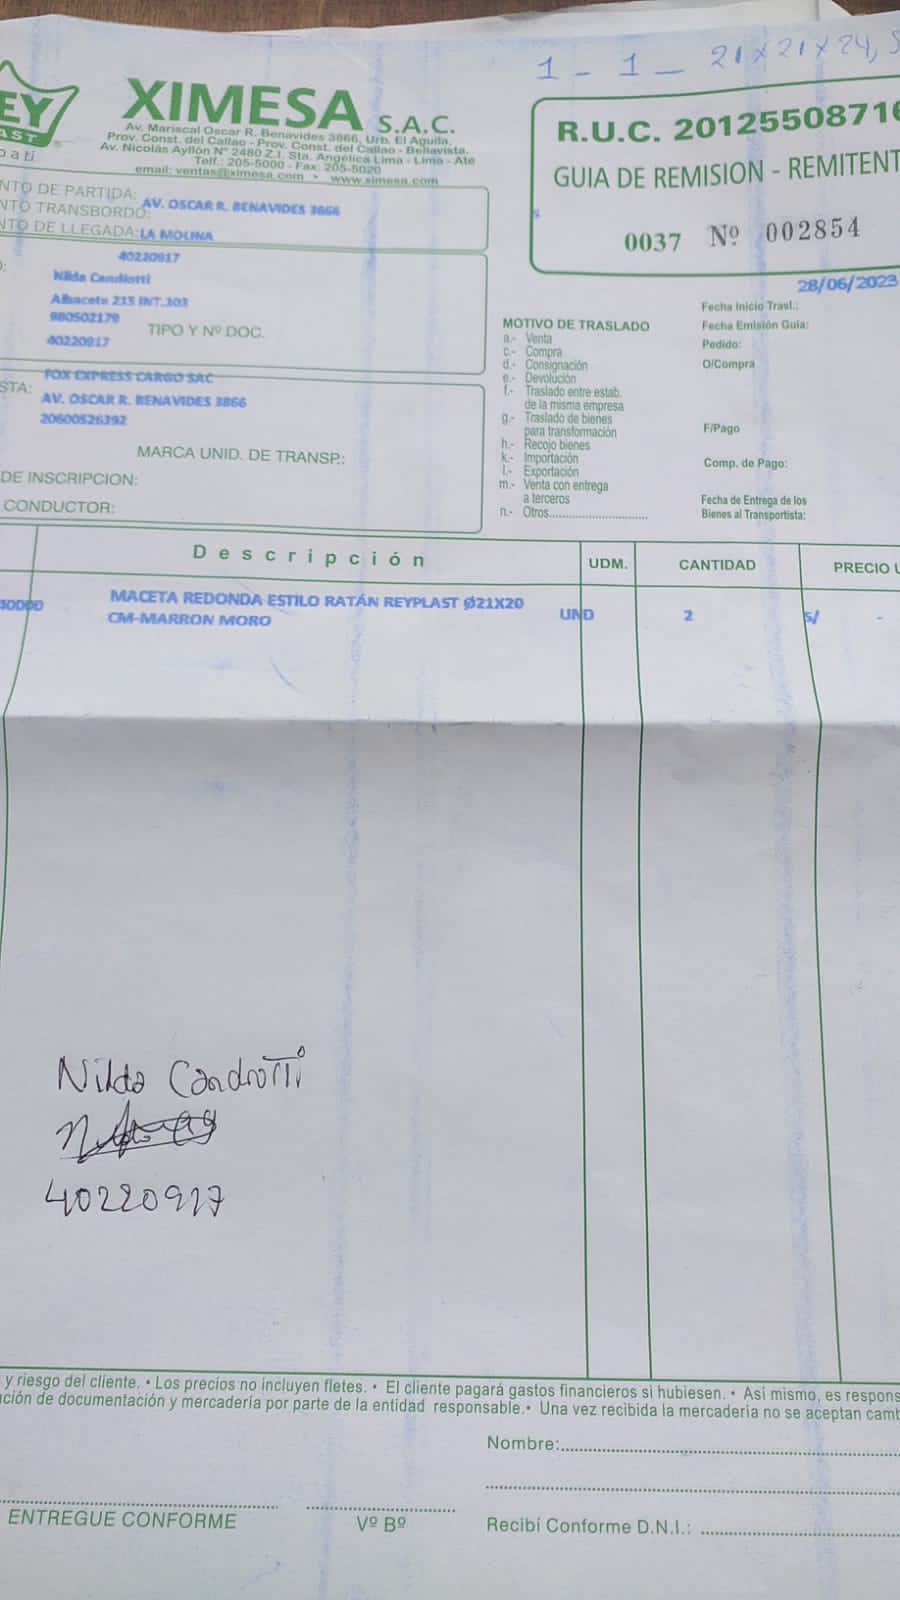 1 - 1 - 21x21x24, 5
EY
AST
pati
XIMESA S.A.C.
Av. Mariscal Oscar R. Benavides 3866, Urb. El Aguila,
Prov. Const. del Callao - Prov. Const. del Callao - Bellavista.
Av. Nicolás Ayllón N° 2480 Z.I. Sta. Angélica Lima - Lima - Ate
Telf.: 205-5000 - Fax: 205-5020
email: ventas@ximesa.com • www.ximesa.com
R.U.C. 2012550871
GUIA DE REMISION - REMITENT
0037 Nº 002854
NTO DE PARTIDA: AV. OSCAR R. BENAVIDES 3866
NTO TRANSBORDO:
NTO DE LLEGADA: LA MOLINA
40220917
Nilda Candiotti
Albacete 215 INT.303
980502179
TIPO Y Nº DOC.
40220917
FOX EXPRESS CARGO SAC
STA: AV. OSCAR R. BENAVIDES 3866
20600526392
MARCA UNID. DE TRANSP.:
DE INSCRIPCION:
CONDUCTOR:
28/06/2023
MOTIVO DE TRASLADO
a.- Venta
c.- Compra
d.- Consignación
e.- Devolución
f.- Traslado entre estab.
de la misma empresa
g.- Traslado de bienes
para transformación
h.- Recojo bienes
k.- Importación
l.- Exportación
m.- Venta con entrega
a terceros
n.- Otros
Fecha Inicio Trasl.:
Fecha Emisión Guía:
Pedido:
O/Compra
F/Pago
Comp. de Pago:
Fecha de Entrega de los
Bienes al Transportista:
Descripción UDM. CANTIDAD PRECIO U
MACETA REDONDA ESTILO RATÁN REYPLAST Ø21X20
CM-MARRON MORO UND 2 S/ -
Nilda Candiotti
40220917
y riesgo del cliente. • Los precios no incluyen fletes. • El cliente pagará gastos financieros si hubiesen. • Asi mismo, es respons
ción de documentación y mercadería por parte de la entidad responsable. • Una vez recibida la mercadería no se aceptan camb
Nombre:
ENTREGUE CONFORME
Vº Bº
Recibí Conforme D.N.I.: